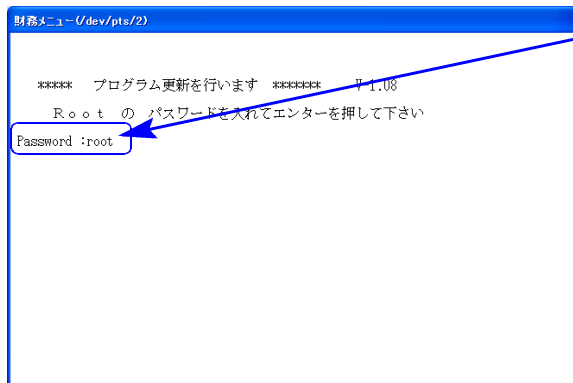 財務メニュー(/dev/pts/2)
***** プログラム更新を行います ******* V-1.08
Ｒｏｏｔ の パスワードを入れてエンターを押して下さい
Password :root